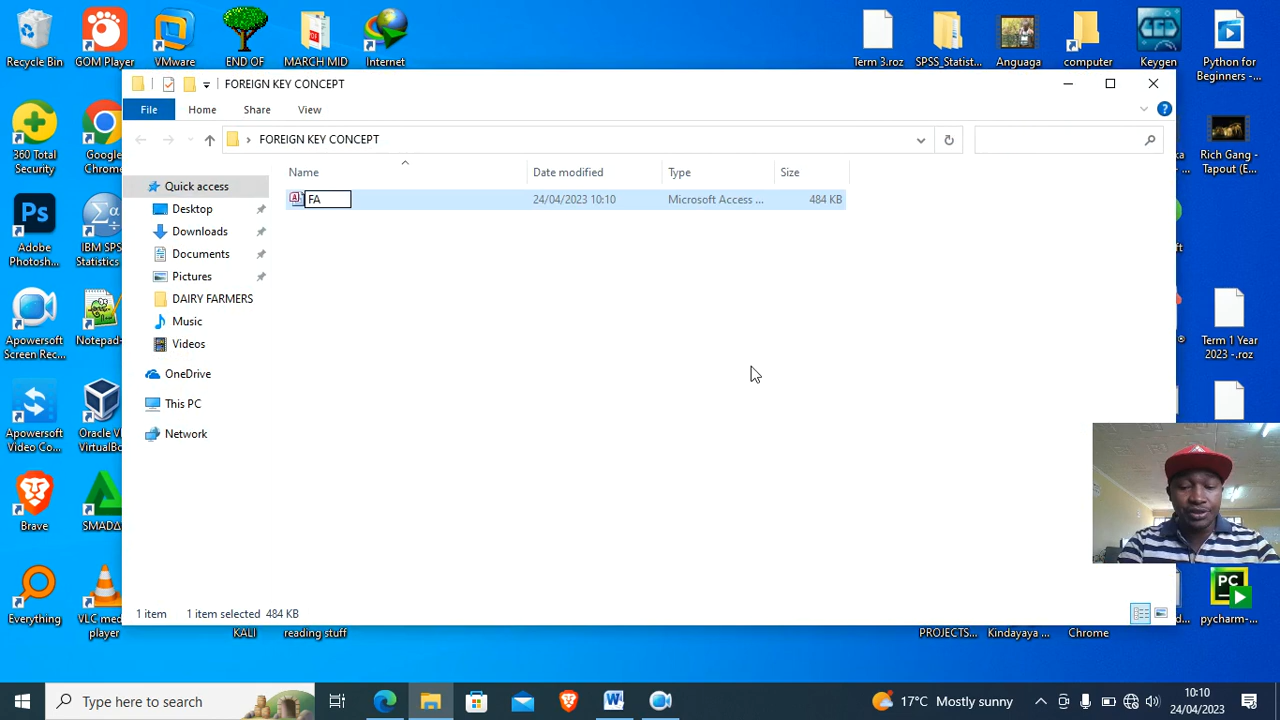 Recycle Bin
GOM Player
VMware
END OF
MARCH MID
Internet
Term 3.roz
SPSS_Statist...
Anguaga
computer
Keygen
Python for
Beginners -...
FOREIGN KEY CONCEPT
File
Home
Share
View
FOREIGN KEY CONCEPT
Name
Date modified
Type
Size
FA
24/04/2023 10:10
Microsoft Access ...
484 KB
Quick access
Desktop
Downloads
Documents
Pictures
DAIRY FARMERS
Music
Videos
OneDrive
This PC
Network
1 item
1 item selected 484 KB
360 Total
Security
Google
Chrome
Ps
Adobe
Photosh...
IBM SPS
Statistics
Apowersoft
Screen Rec...
Notepad-
Apowersoft
Video Co...
Oracle V
VirtualBo
Brave
SMADA
Everything
VLC med
player
KALI
reading stuff
Rich Gang -
Tapout (E...
Term 1 Year
2023 -.roz
PC
PROJECTS...
Kindayaya ...
Chrome
pycharm-...
Type here to search
17°C Mostly sunny
10:10
24/04/2023